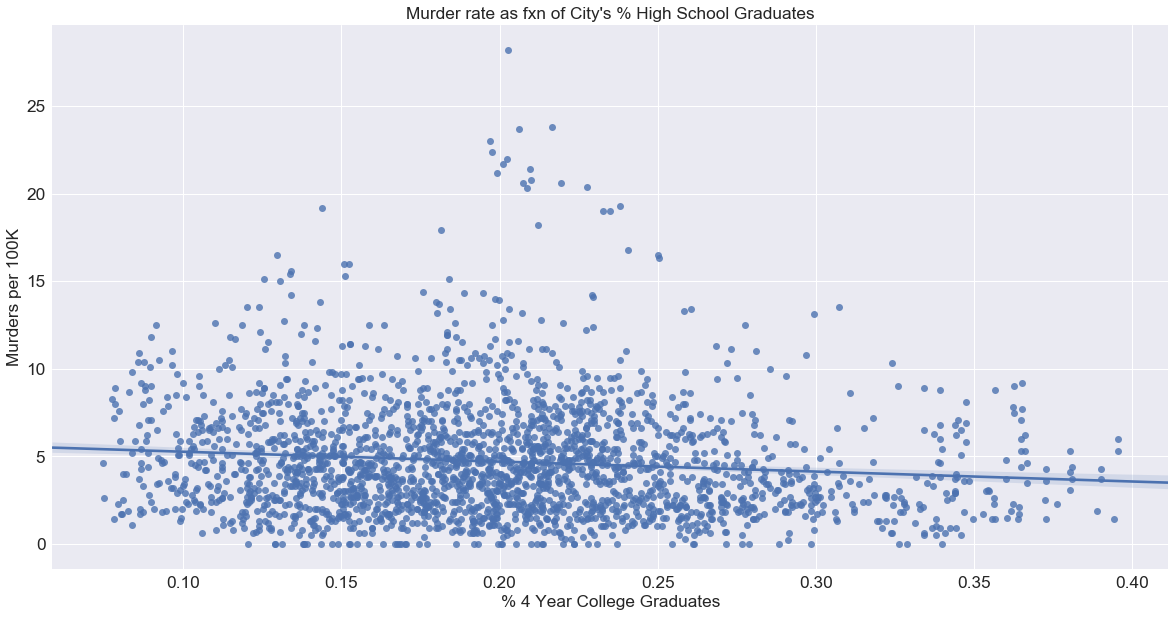 Murder rate as fxn of City's % High School Graduates
25
20
15
10
5
0
Murders per 100K
0.10 0.15 0.20 0.25 0.30 0.35 0.40
% 4 Year College Graduates